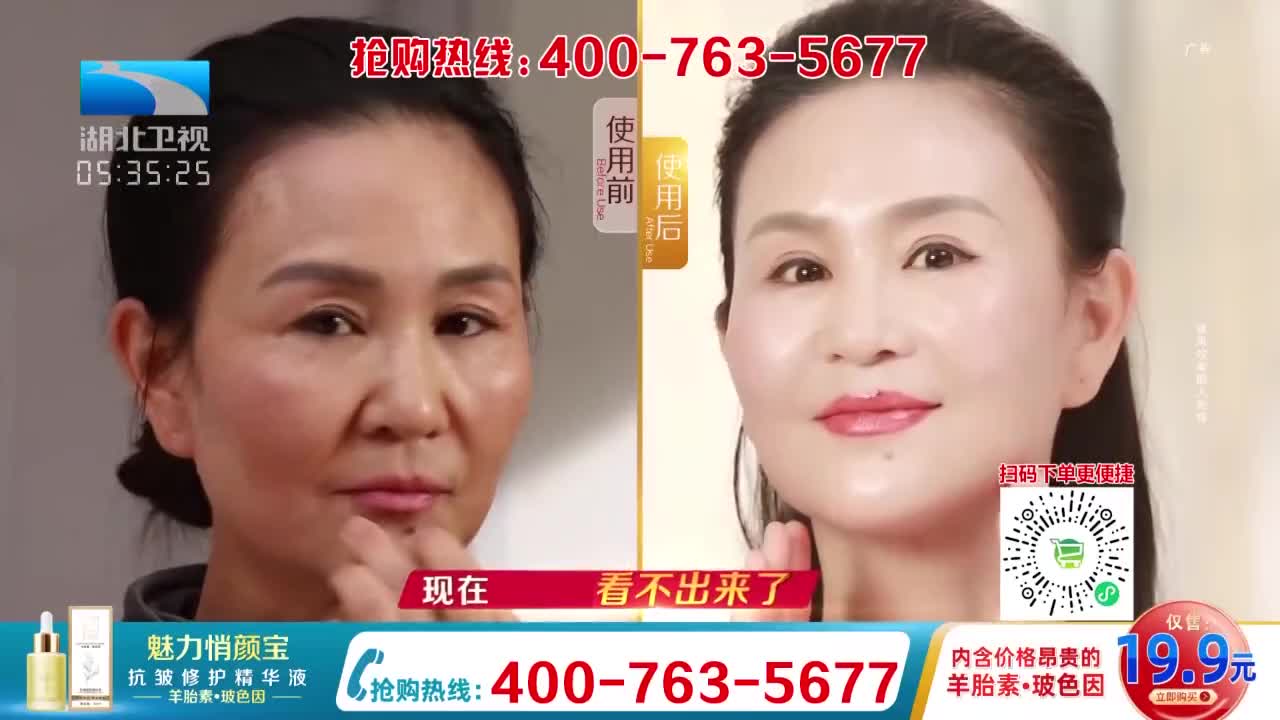 抢购热线:400-763-5677
广告
湖北卫视
05:35:25
使用前
Before Use
使用后
After Use
扫码下单更便捷
现在 看不出来了
魅力悄颜宝
抗皱修护精华液
羊胎素·玻色因
抢购热线:400-763-5677
内含价格昂贵的
羊胎素·玻色因
仅售:
19.9元
立即购买